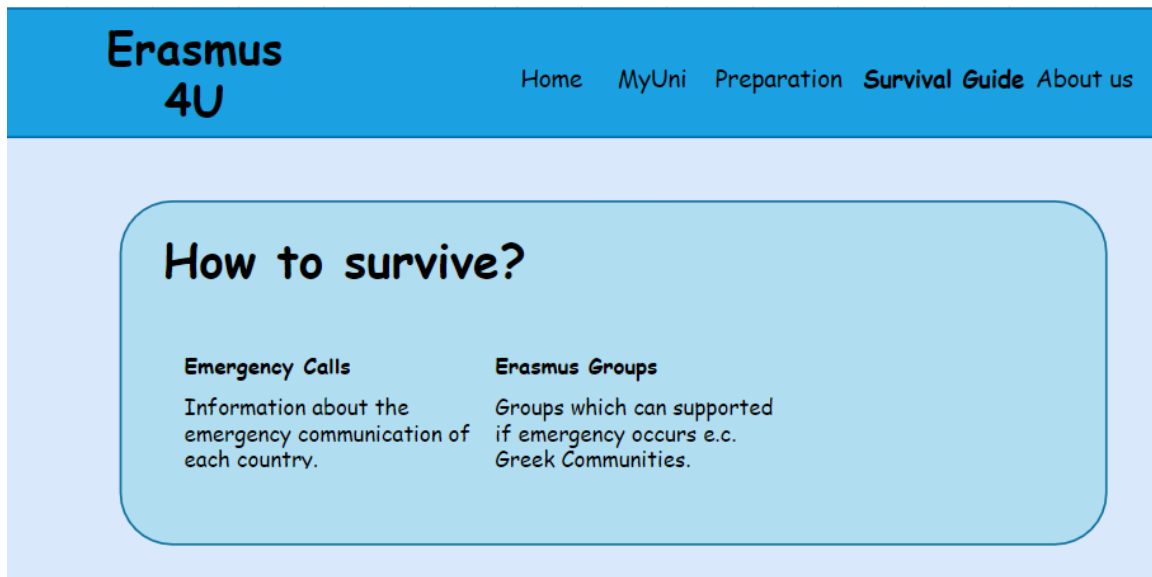 Erasmus
4U
Home MyUni Preparation Survival Guide About us
How to survive?
Emergency Calls
Information about the
emergency communication of
each country.
Erasmus Groups
Groups which can supported
if emergency occurs e.c.
Greek Communities.